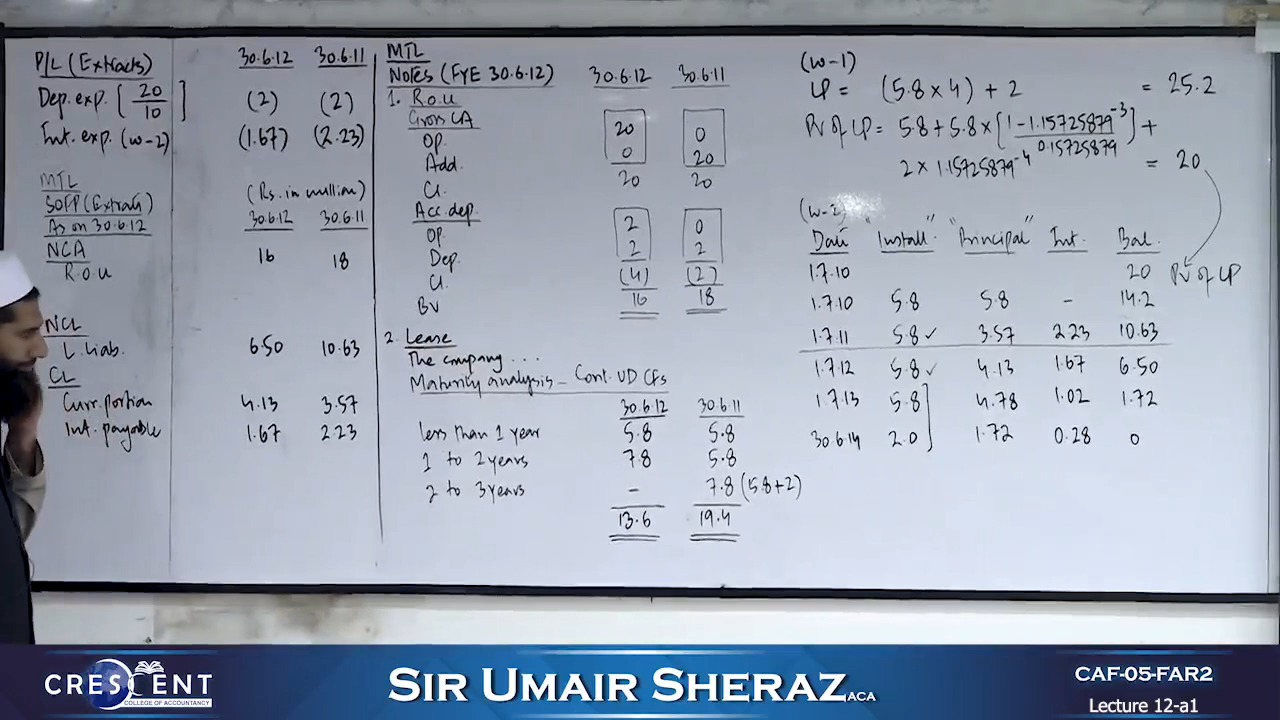 P/L (Extracts) 30.6.12 30.6.11
Dep. exp. [20/10] (2) (2)
Int. exp. (w-2) (1.67) (2.23)
MTL
SOFP (Extract) (Rs. in million)
As on 30.6.12 30.6.12 30.6.11
NCA
R.O.U 16 18
NCL
L. Liab. 6.50 10.63
CL
Curr. portion 4.13 3.57
Int. payable 1.67 2.23
MTL
Notes (FYE 30.6.12) 30.6.12 30.6.11
1. R.O.U
Gross CA
Op. 20 0
Add. 0 20
Cl. 20 20
Acc. dep.
Op. 2 0
Dep. 2 2
Cl. (4) (2)
BV 16 18
2. Lease
The company ....
Maturity analysis - Cont. UD CFs
30.6.12 30.6.11
less than 1 year 5.8 5.8
1 to 2 years 7.8 5.8
2 to 3 years - 7.8 (5.8+2)
13.6 19.4
(w-1)
LP = (5.8 x 4) + 2 = 25.2
PV of LP = 5.8 + 5.8 x [1 - 1.15725879⁻³ / 0.15725879] +
2 x 1.15725879⁻⁴ = 20
(w-2)
Date "Install." "Principal" Int. Bal.
1.7.10 20 PV of LP
1.7.10 5.8 5.8 - 14.2
1.7.11 5.8 ✓ 3.57 2.23 10.63
1.7.12 5.8 ✓ 4.13 1.67 6.50
1.7.13 5.8 4.78 1.02 1.72
30.6.14 2.0 1.72 0.28 0
CRESCENT
COLLEGE OF ACCOUNTANCY
SIR UMAIR SHERAZ ACA
CAF-05-FAR2
Lecture 12-a1